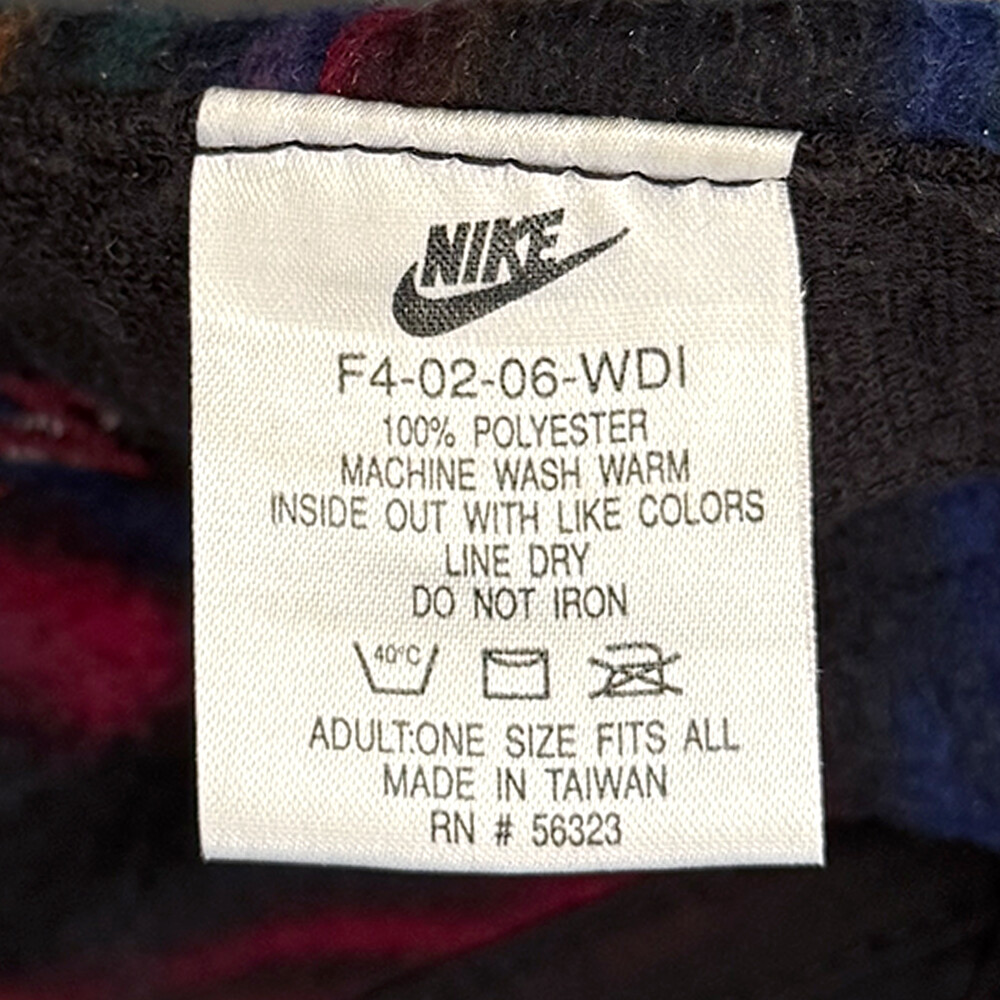 NIKE
F4-02-06-WDI
100% POLYESTER
MACHINE WASH WARM
INSIDE OUT WITH LIKE COLORS
LINE DRY
DO NOT IRON
40°C
ADULT:ONE SIZE FITS ALL
MADE IN TAIWAN
RN # 56323